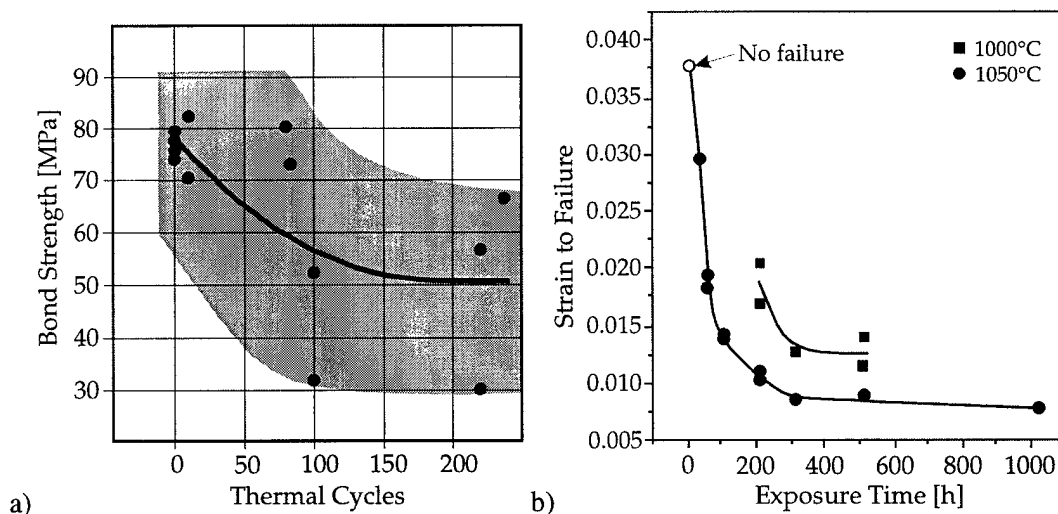 Bond Strength [MPa]
90
80
70
60
50
40
30
0 50 100 150 200
Thermal Cycles
a)
Strain to Failure
0.040
0.035
0.030
0.025
0.020
0.015
0.010
0.005
No failure
■ 1000°C
● 1050°C
0 200 400 600 800 1000
Exposure Time [h]
b)